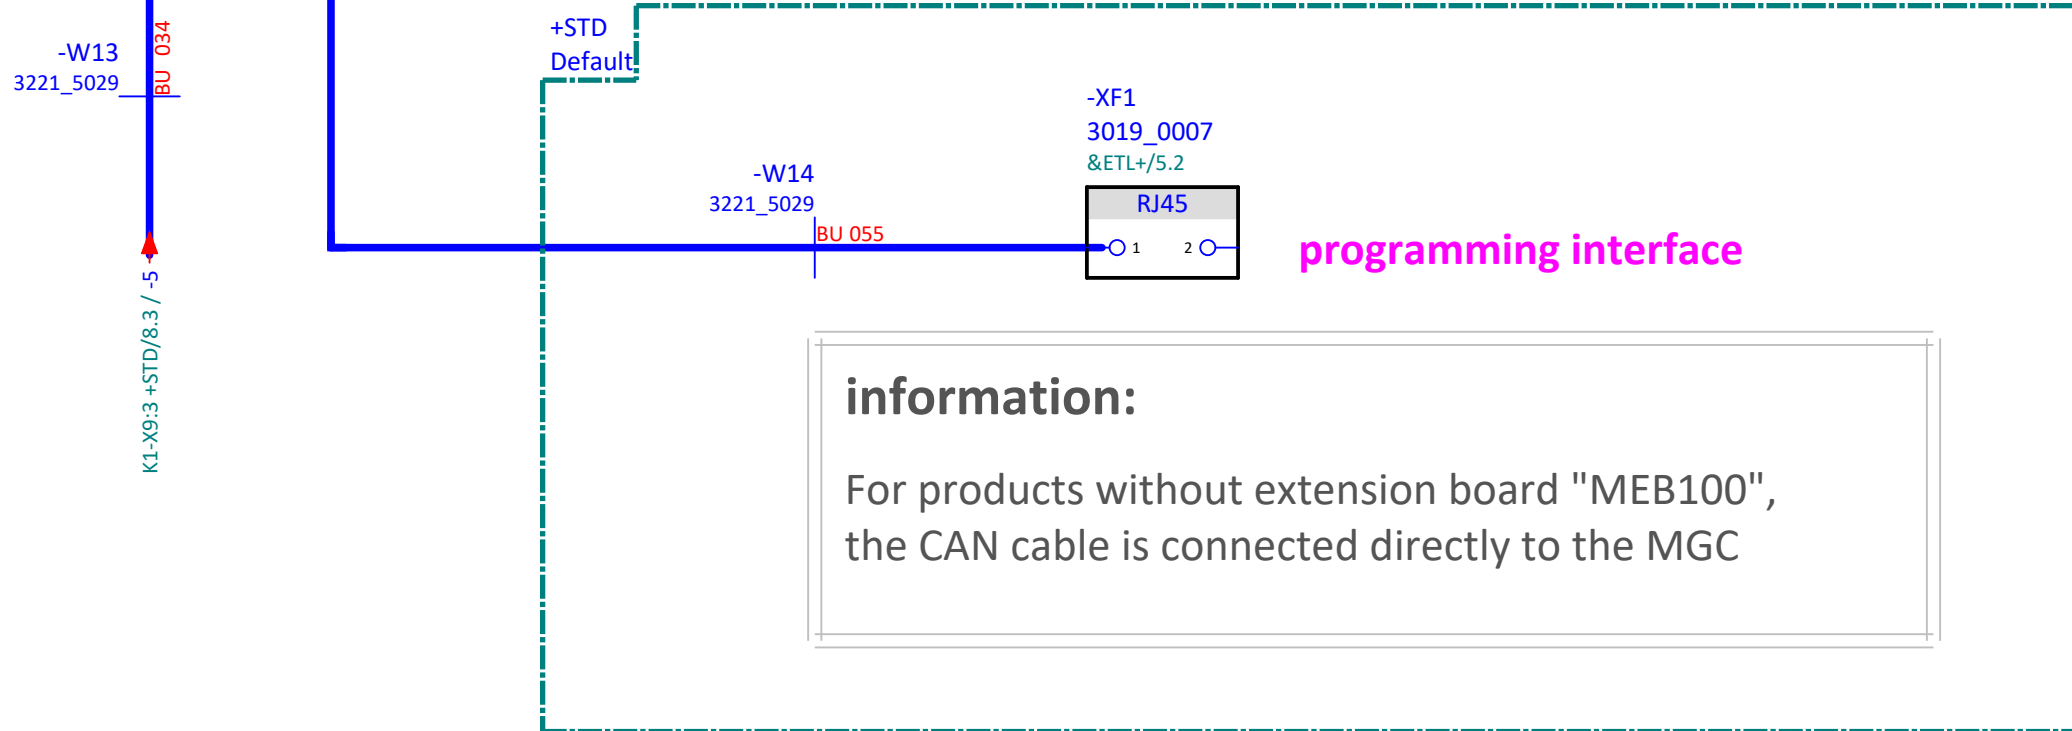 -W13
3221_5029
BU 034
K1-X9:3 +STD/8.3 / -5
+STD
Default
-W14
3221_5029
BU 055
-XF1
3019_0007
&ETL+/5.2
RJ45
1 2
programming interface
information:
For products without extension board "MEB100",
the CAN cable is connected directly to the MGC